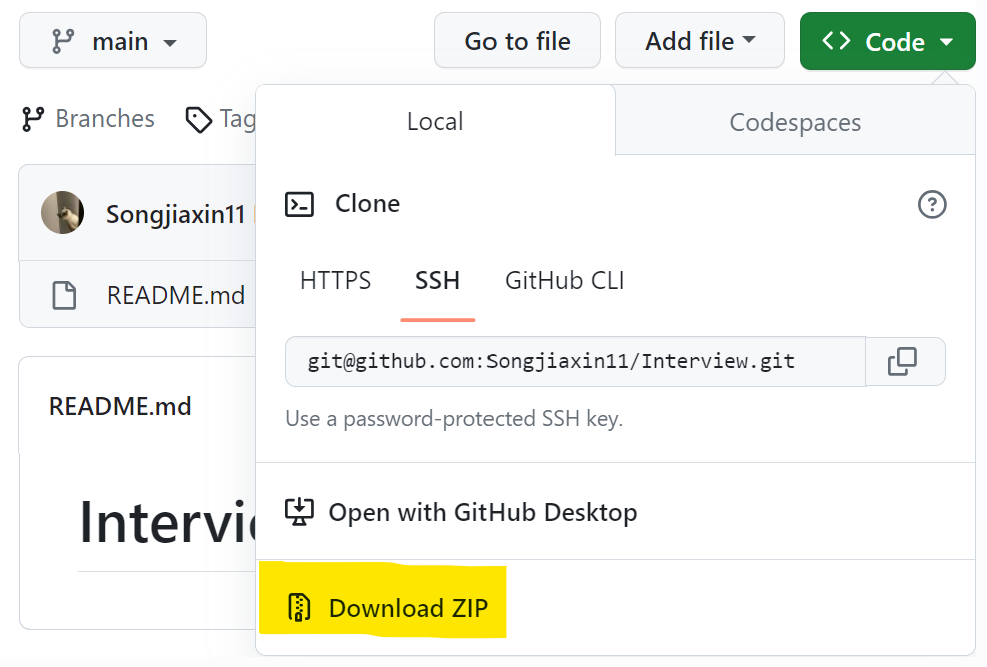 main Go to file Add file Code
Branches Tag
Local Codespaces
Clone
Songjiaxin11
HTTPS SSH GitHub CLI
README.md
git@github.com:Songjiaxin11/Interview.git
README.md
Use a password-protected SSH key.
Intervi
Open with GitHub Desktop
Download ZIP